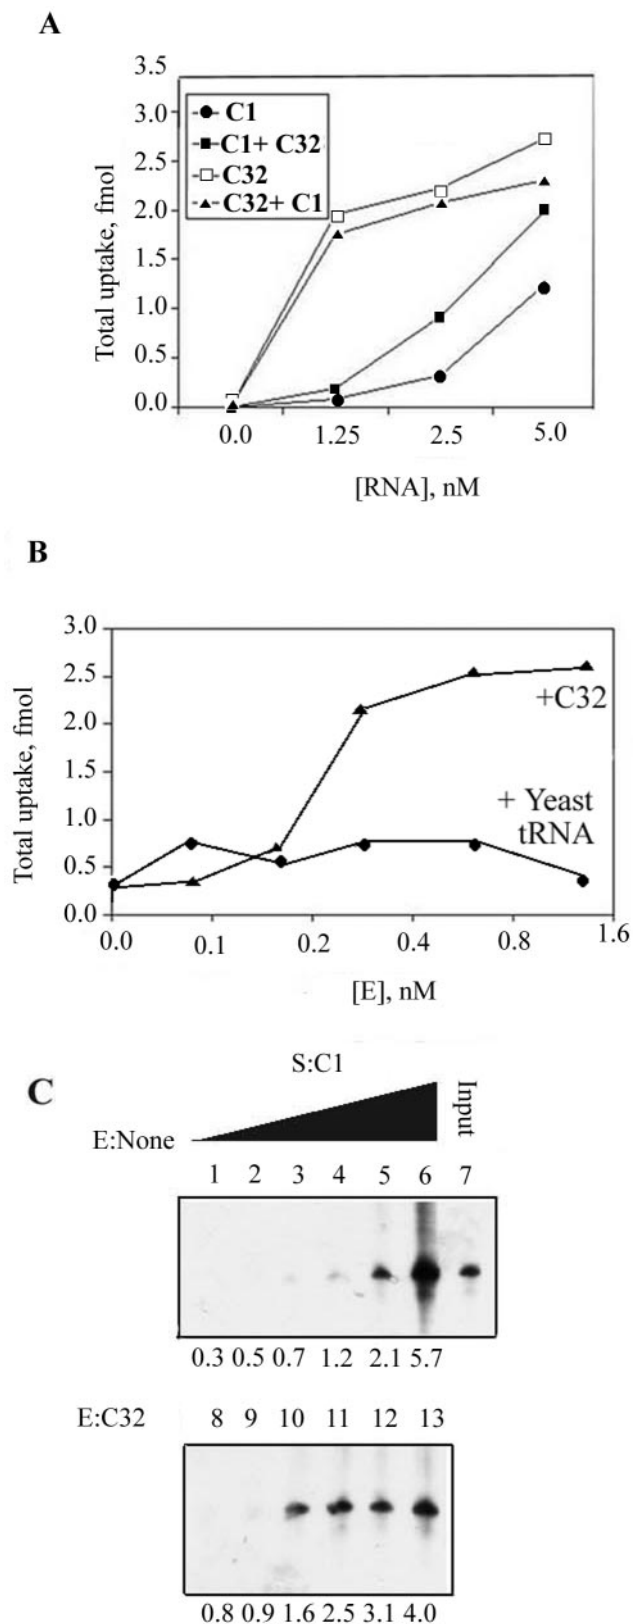 A
3.5
3.0
2.5
2.0
1.5
1.0
0.5
0.0
Total uptake, fmol
C1
C1+ C32
C32
C32+ C1
0.0 1.25 2.5 5.0
[RNA], nM
B
3.0
2.5
2.0
1.5
1.0
0.5
0.0
Total uptake, fmol
+C32
+ Yeast
tRNA
0.0 0.1 0.2 0.4 0.8 1.6
[E], nM
C
S:C1
Input
E:None
1 2 3 4 5 6 7
0.3 0.5 0.7 1.2 2.1 5.7
E:C32 8 9 10 11 12 13
0.8 0.9 1.6 2.5 3.1 4.0